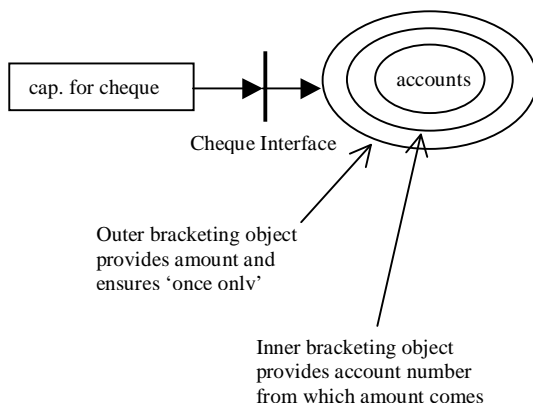 cap. for cheque
accounts
Cheque Interface
Outer bracketing object
provides amount and
ensures ‘once only’
Inner bracketing object
provides account number
from which amount comes